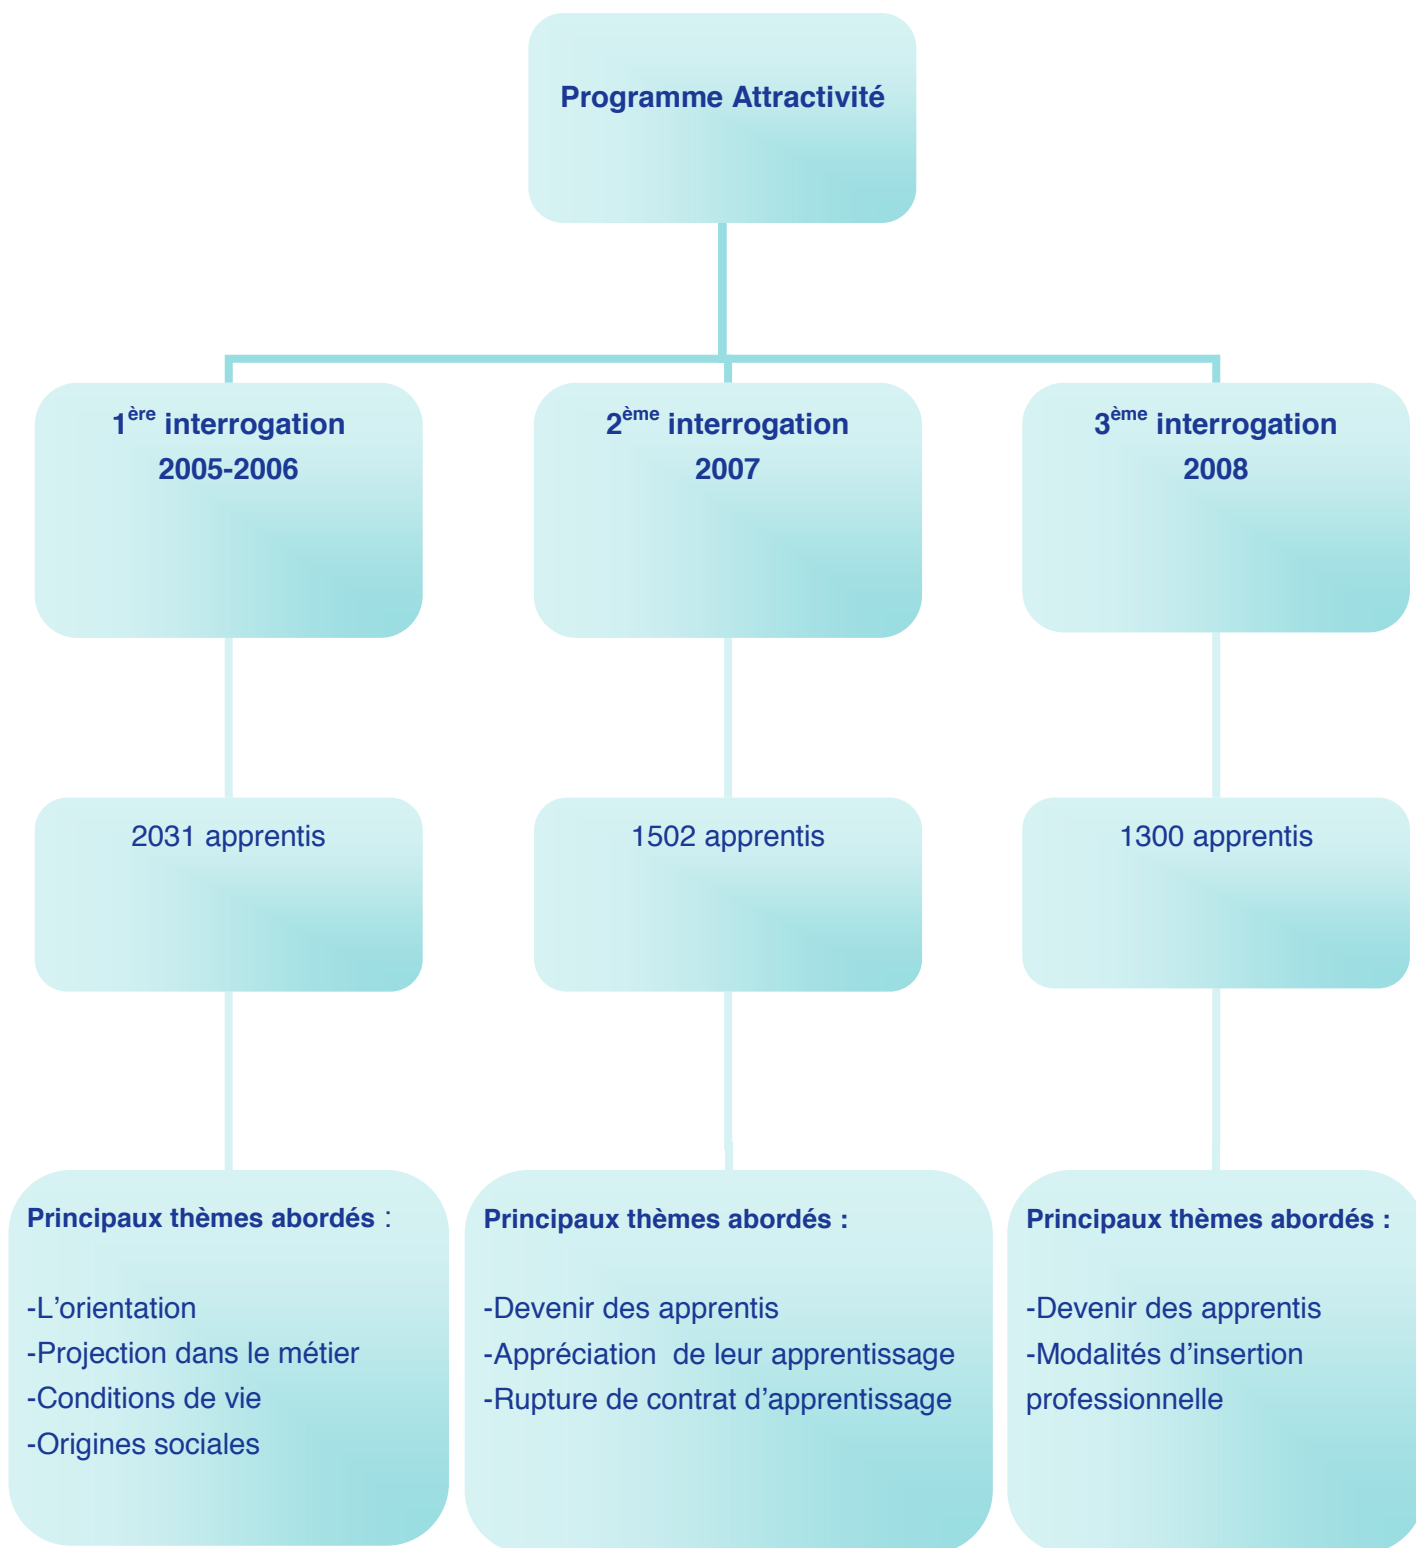 Programme Attractivité
1ère interrogation
2005-2006
2ème interrogation
2007
3ème interrogation
2008
2031 apprentis
1502 apprentis
1300 apprentis
Principaux thèmes abordés :
-L’orientation
-Projection dans le métier
-Conditions de vie
-Origines sociales
Principaux thèmes abordés :
-Devenir des apprentis
-Appréciation  de leur apprentissage
-Rupture de contrat d’apprentissage
Principaux thèmes abordés :
-Devenir des apprentis
-Modalités d’insertion
professionnelle